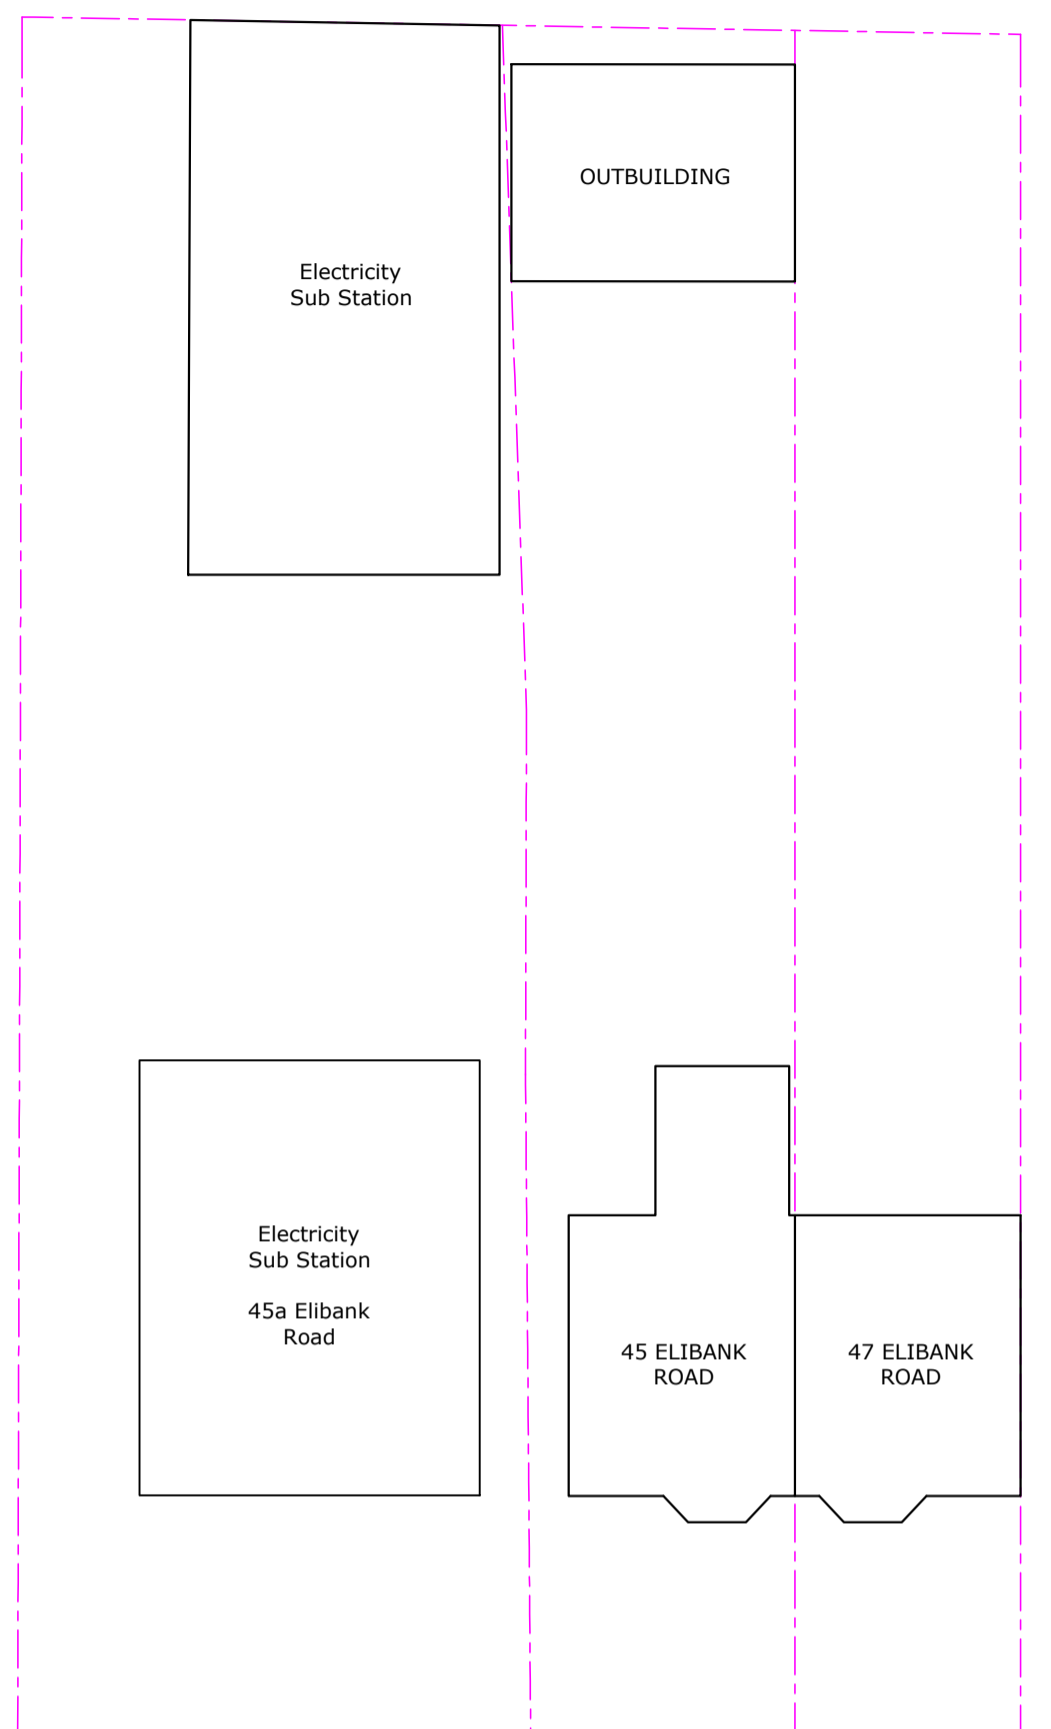 OUTBUILDING
Electricity
Sub Station
Electricity
Sub Station
45a Elibank
Road
45 ELIBANK
ROAD
47 ELIBANK
ROAD